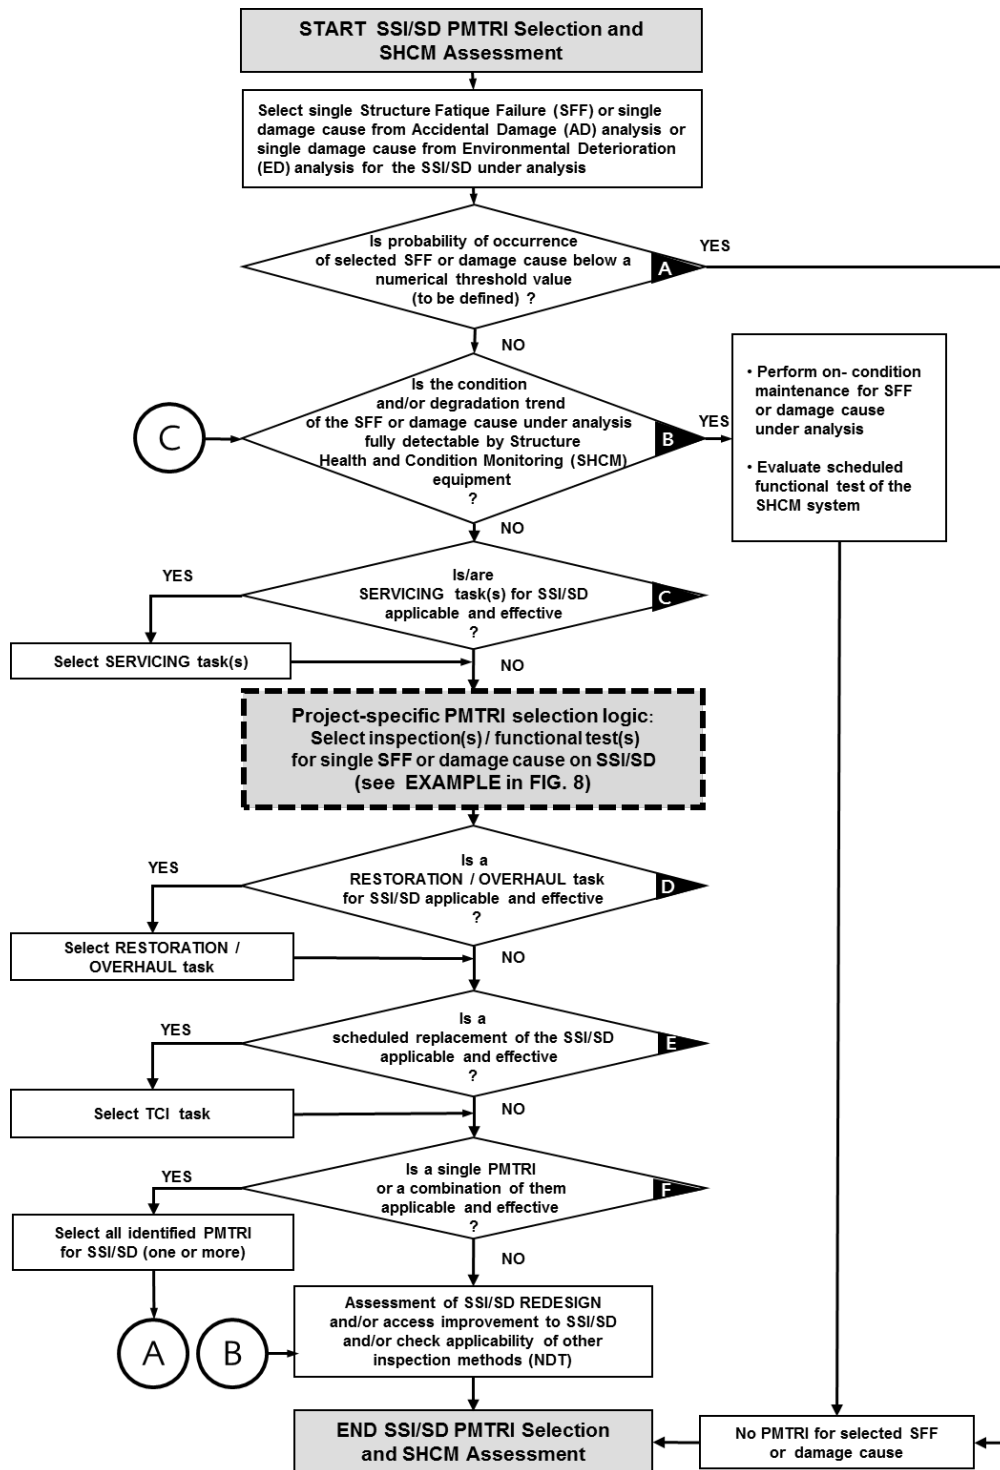 START SSI/SD PMTRI Selection and
SHCM Assessment
Select single Structure Fatique Failure (SFF) or single
damage cause from Accidental Damage (AD) analysis or
single damage cause from Environmental Deterioration
(ED) analysis for the SSI/SD under analysis
Is probability of occurrence
of selected SFF or damage cause below a
numerical threshold value
(to be defined) ?
A
YES
NO
Is the condition
and/or degradation trend
of the SFF or damage cause under analysis
fully detectable by Structure
Health and Condition Monitoring (SHCM)
equipment
?
C
B
YES
• Perform on- condition
maintenance for SFF
or damage cause
under analysis
• Evaluate scheduled
functional test of the
SHCM system
NO
Is/are
SERVICING task(s) for SSI/SD
applicable and effective
?
C
YES
Select SERVICING task(s)
NO
Project-specific PMTRI selection logic:
Select inspection(s) / functional test(s)
for single SFF or damage cause on SSI/SD
(see EXAMPLE in FIG. 8)
Is a
RESTORATION / OVERHAUL task
for SSI/SD applicable and effective
?
D
YES
Select RESTORATION /
OVERHAUL task
NO
Is a
scheduled replacement of the SSI/SD
applicable and effective
?
E
YES
Select TCI task
NO
Is a single PMTRI
or a combination of them
applicable and effective
?
F
YES
Select all identified PMTRI
for SSI/SD (one or more)
NO
A
B
Assessment of SSI/SD REDESIGN
and/or access improvement to SSI/SD
and/or check applicability of other
inspection methods (NDT)
END SSI/SD PMTRI Selection
and SHCM Assessment
No PMTRI for selected SFF
or damage cause